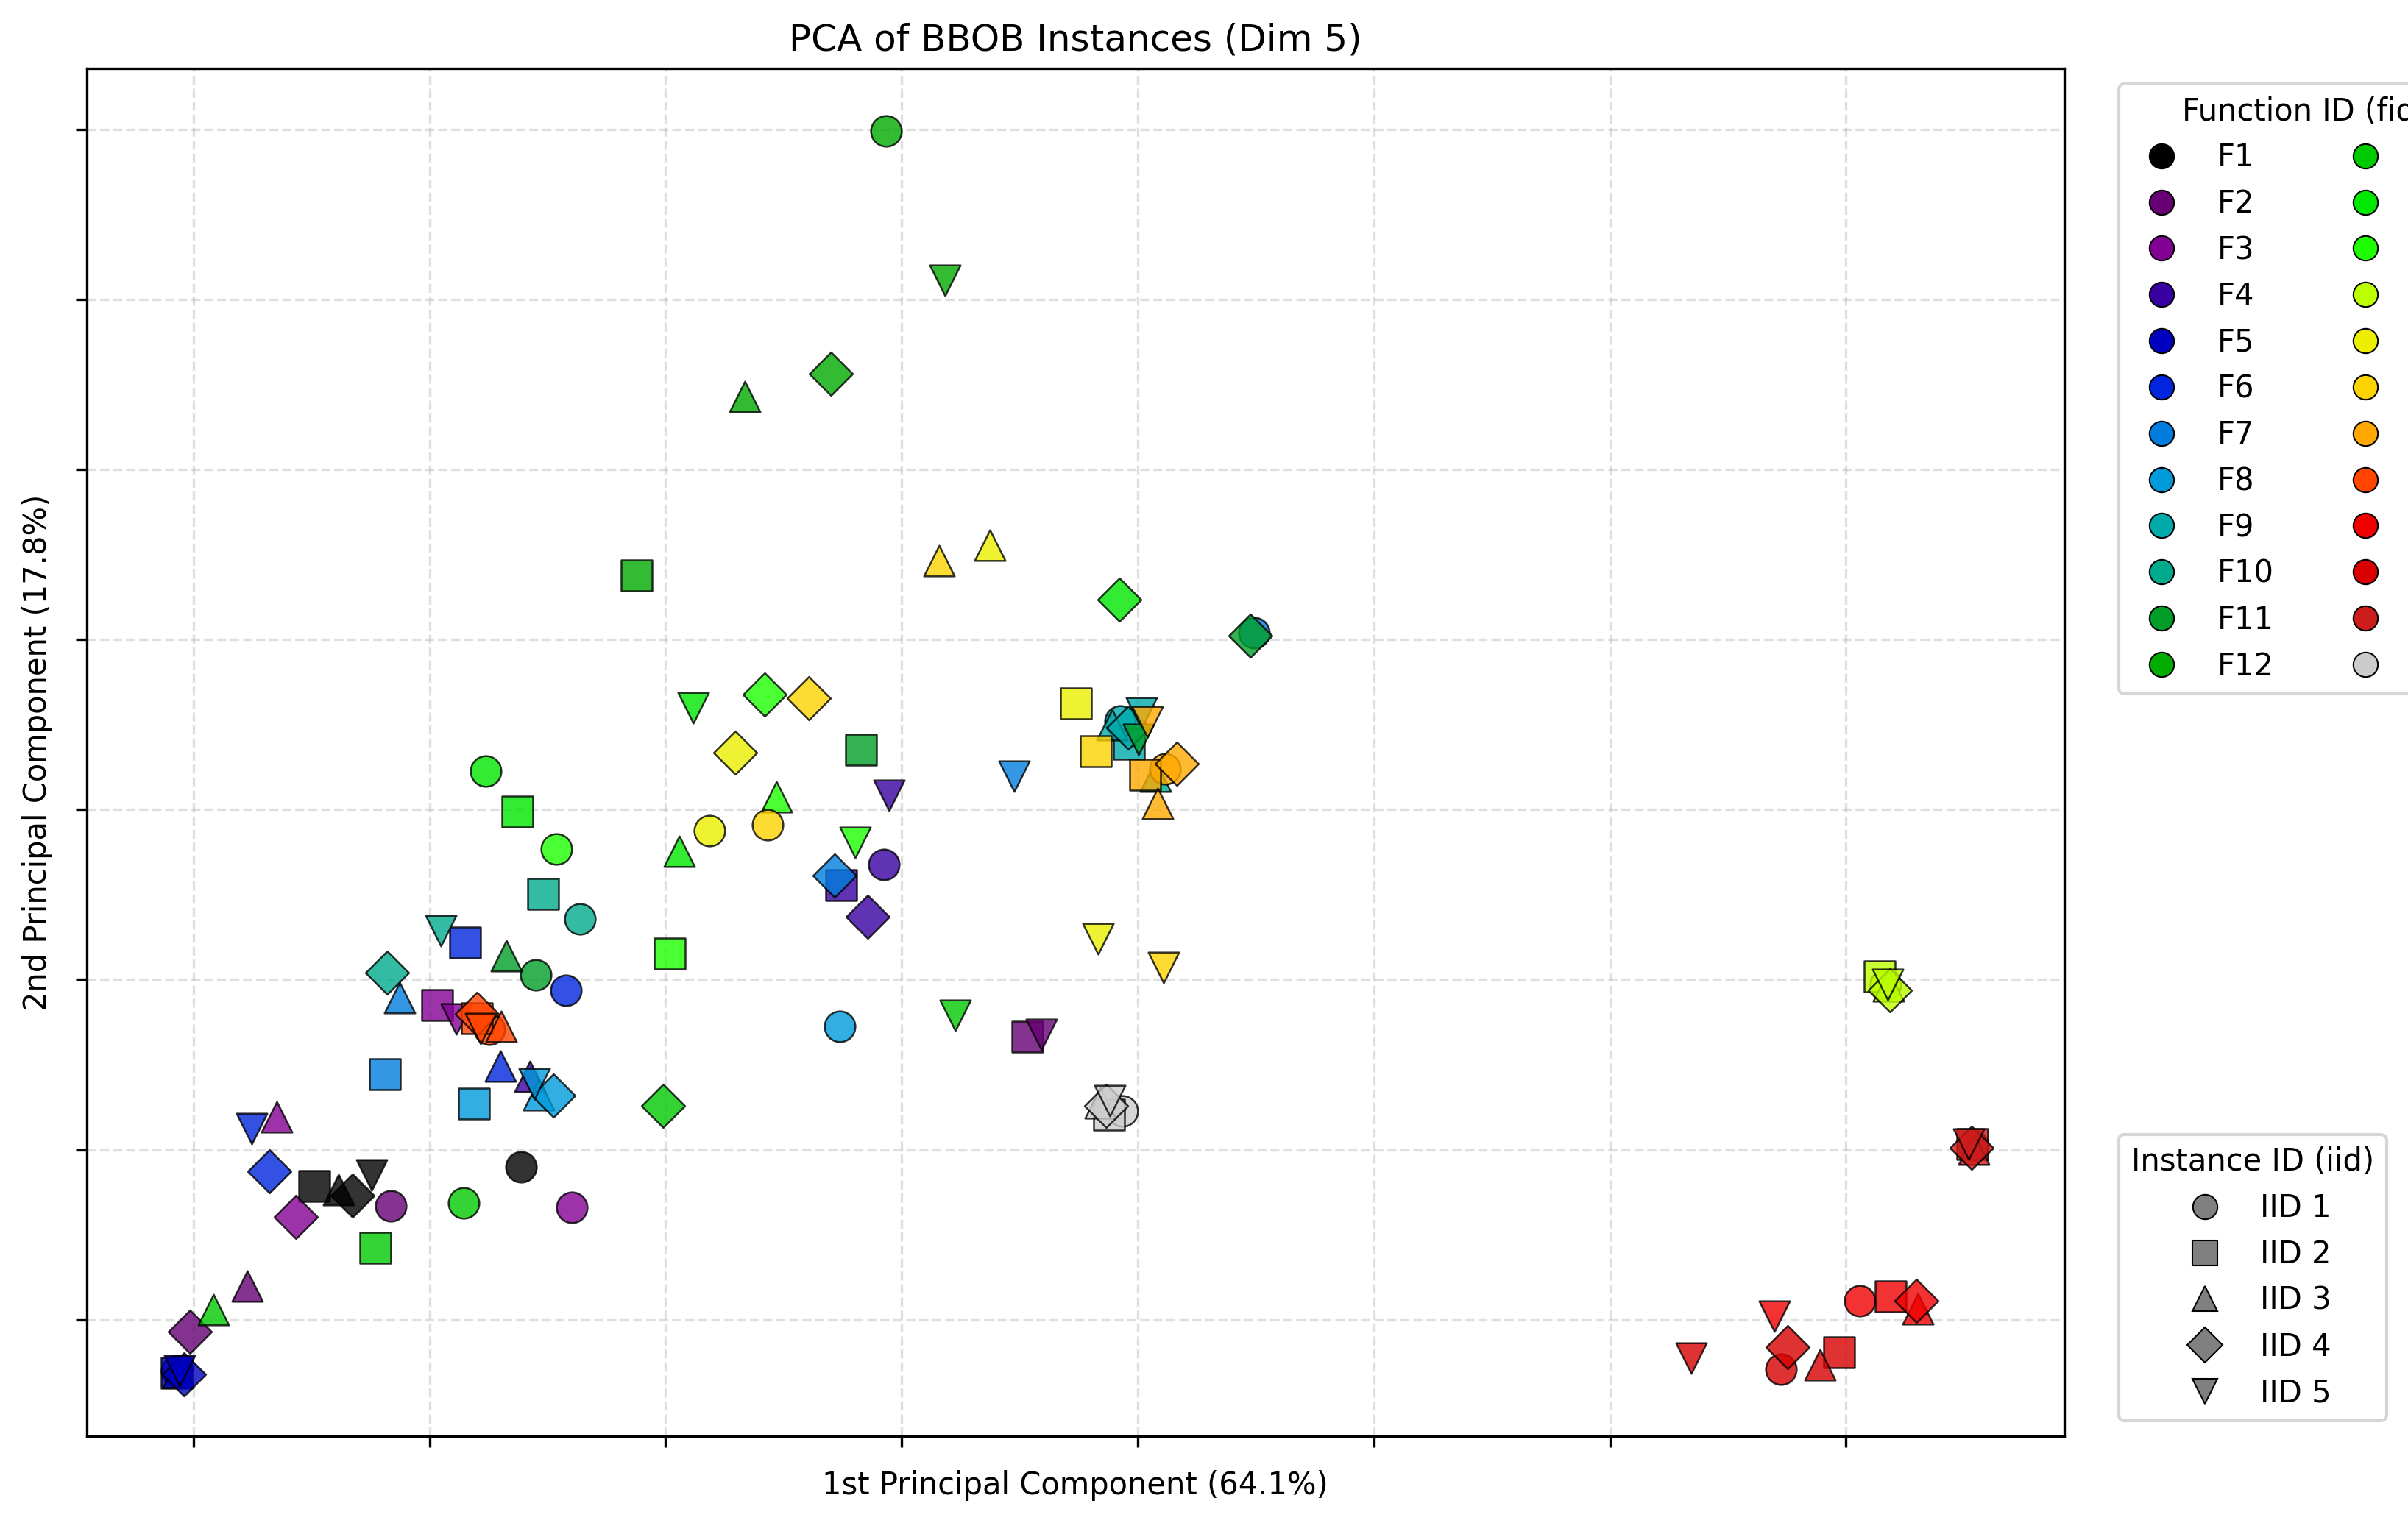 PCA of BBOB Instances (Dim 5)
2nd Principal Component (17.8%)
1st Principal Component (64.1%)
Function ID (fid
F1
F2
F3
F4
F5
F6
F7
F8
F9
F10
F11
F12
Instance ID (iid)
IID 1
IID 2
IID 3
IID 4
IID 5